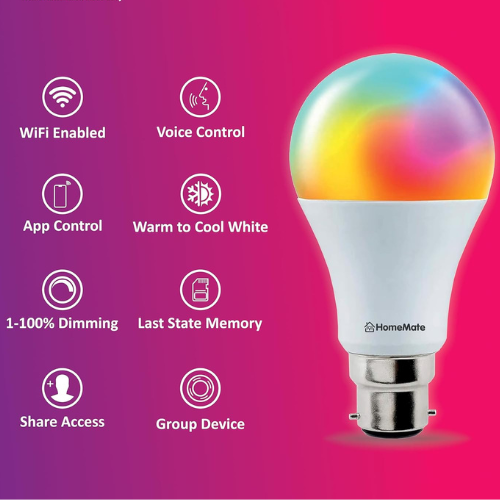 WiFi Enabled
Voice Control
App Control
Warm to Cool White
1-100% Dimming
Last State Memory
Share Access
Group Device
HomeMate